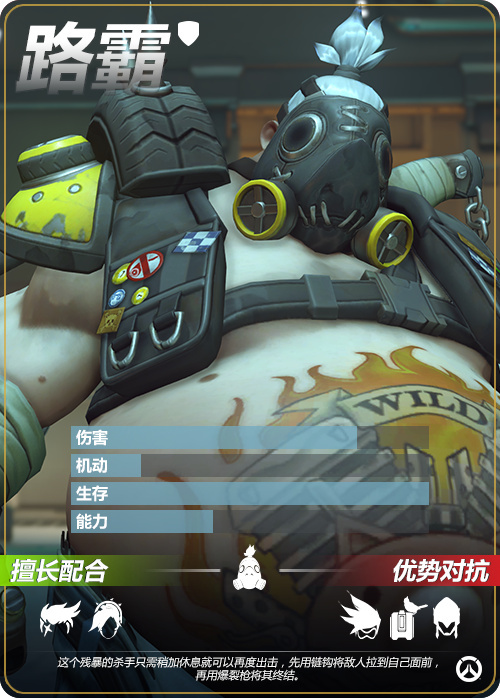 路霸
WILD
伤害
机动
生存
能力
擅长配合
优势对抗
这个残暴的杀手只需稍加休息就可以再度出击，先用链钩将敌人拉到自己面前，
再用爆裂枪将其终结。